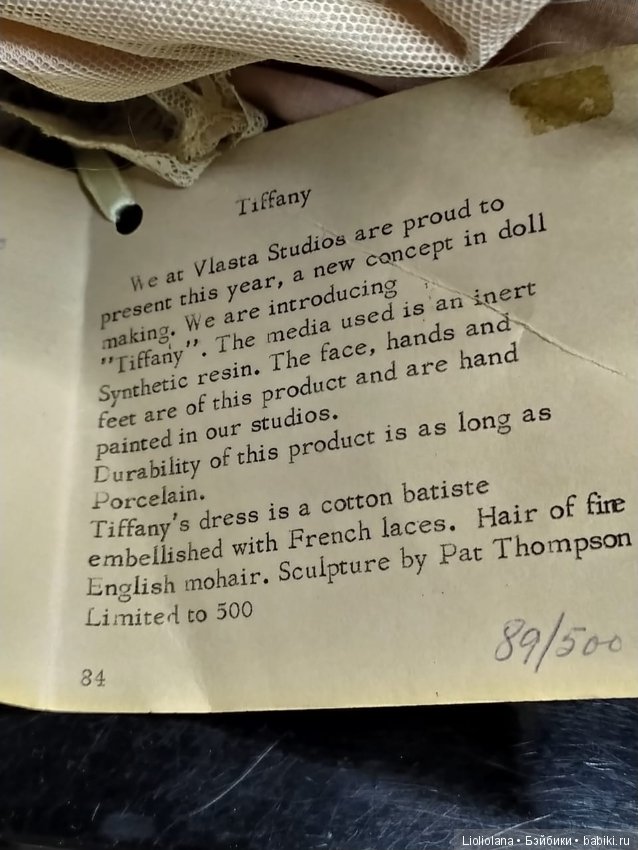 Tiffany
We at Vlasta Studios are proud to
present this year, a new concept in doll
making. We are introducing
"Tiffany". The media used is an inert
Synthetic resin. The face, hands and
feet are of this product and are hand
painted in our studios.
Durability of this product is as long as
Porcelain.
Tiffany's dress is a cotton batiste
embellished with French laces. Hair of fine
English mohair. Sculpture by Pat Thompson
Limited to 500
89/500
84
Lioliolana • Бэйбики • babiki.ru